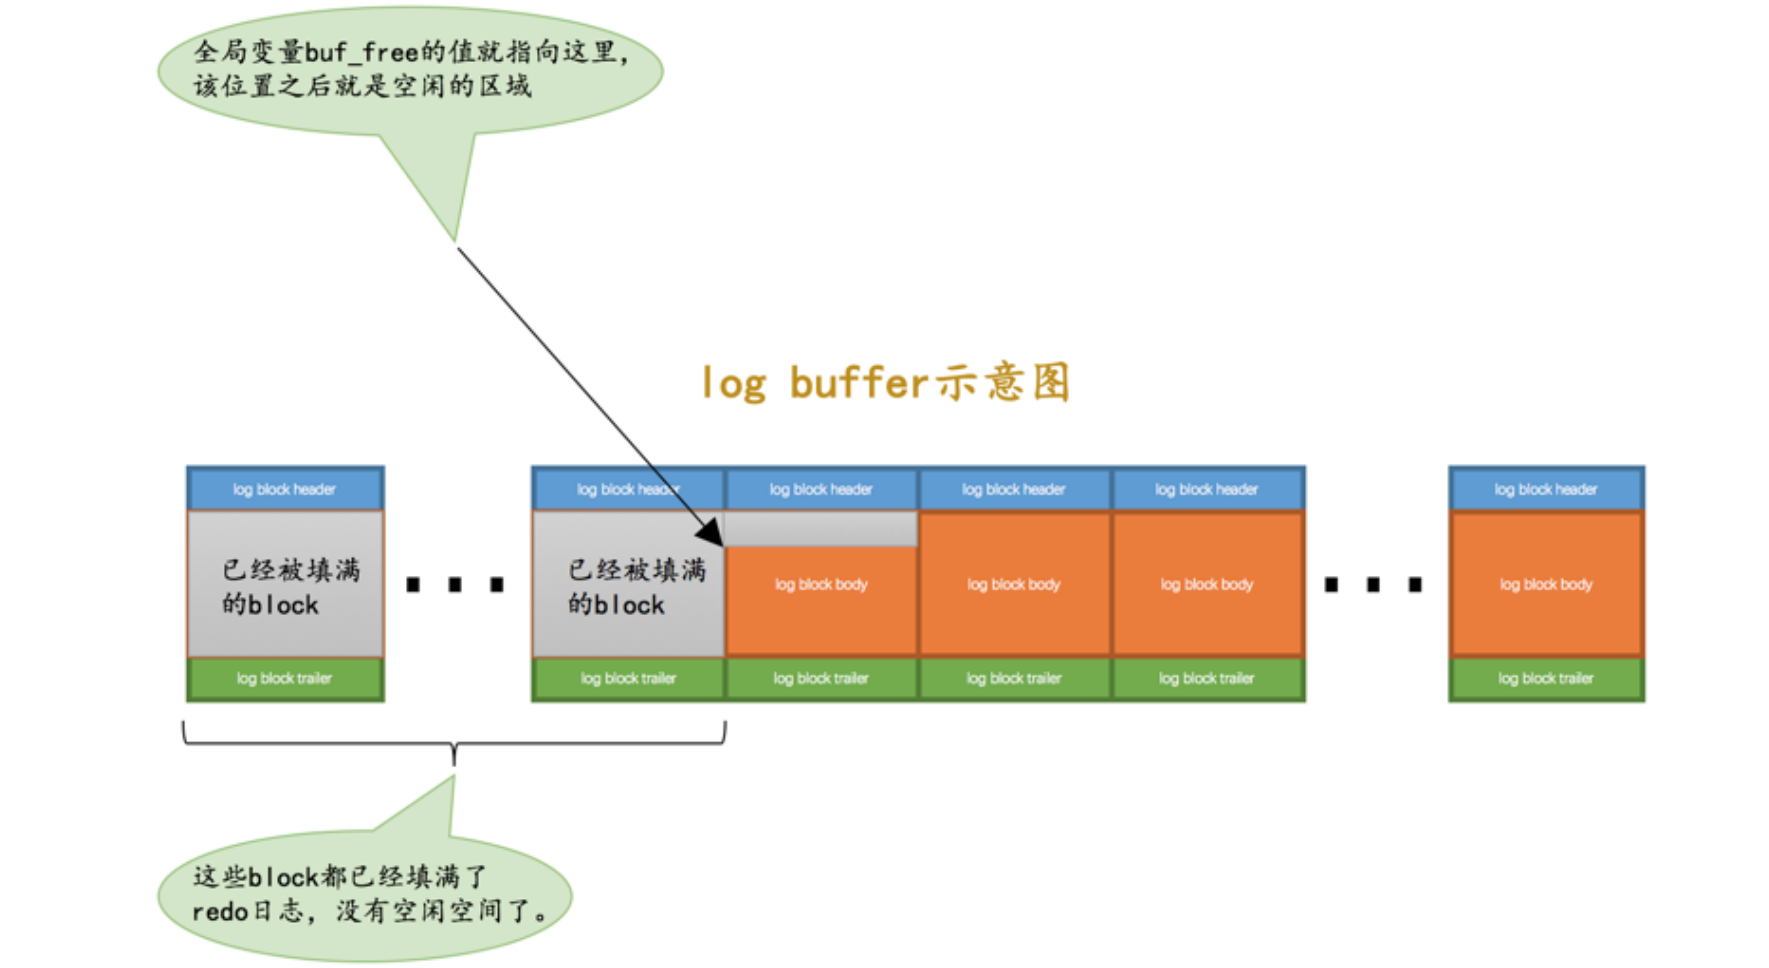 全局变量buf_free的值就指向这里，
该位置之后就是空闲的区域
log buffer示意图
log block header
log block header
log block header
log block header
log block header
log block header
已经被填满
的block
已经被填满
的block
log block body
log block body
log block body
log block body
log block trailer
log block trailer
log block trailer
log block trailer
log block trailer
log block trailer
这些block都已经填满了
redo日志，没有空闲空间了。